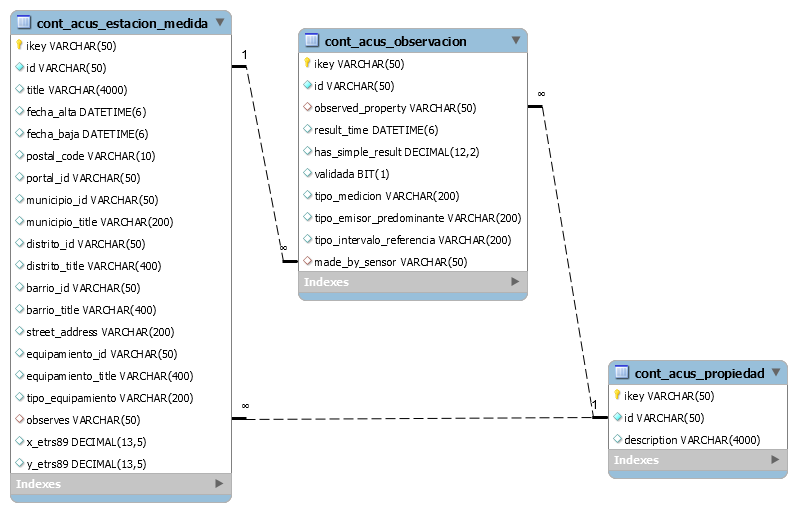 cont_acus_estacion_medida
ikey VARCHAR(50)
id VARCHAR(50)
title VARCHAR(4000)
fecha_alta DATETIME(6)
fecha_baja DATETIME(6)
postal_code VARCHAR(10)
portal_id VARCHAR(50)
municipio_id VARCHAR(50)
municipio_title VARCHAR(200)
distrito_id VARCHAR(50)
distrito_title VARCHAR(400)
barrio_id VARCHAR(50)
barrio_title VARCHAR(400)
street_address VARCHAR(200)
equipamiento_id VARCHAR(50)
equipamiento_title VARCHAR(400)
tipo_equipamiento VARCHAR(200)
observes VARCHAR(50)
x_etrs89 DECIMAL(13,5)
y_etrs89 DECIMAL(13,5)
Indexes
1
∞
∞
cont_acus_observacion
ikey VARCHAR(50)
id VARCHAR(50)
observed_property VARCHAR(50)
result_time DATETIME(6)
has_simple_result DECIMAL(12,2)
validada BIT(1)
tipo_medicion VARCHAR(200)
tipo_emisor_predominante VARCHAR(200)
tipo_intervalo_referencia VARCHAR(200)
made_by_sensor VARCHAR(50)
Indexes
∞
1
cont_acus_propiedad
ikey VARCHAR(50)
id VARCHAR(50)
description VARCHAR(4000)
Indexes